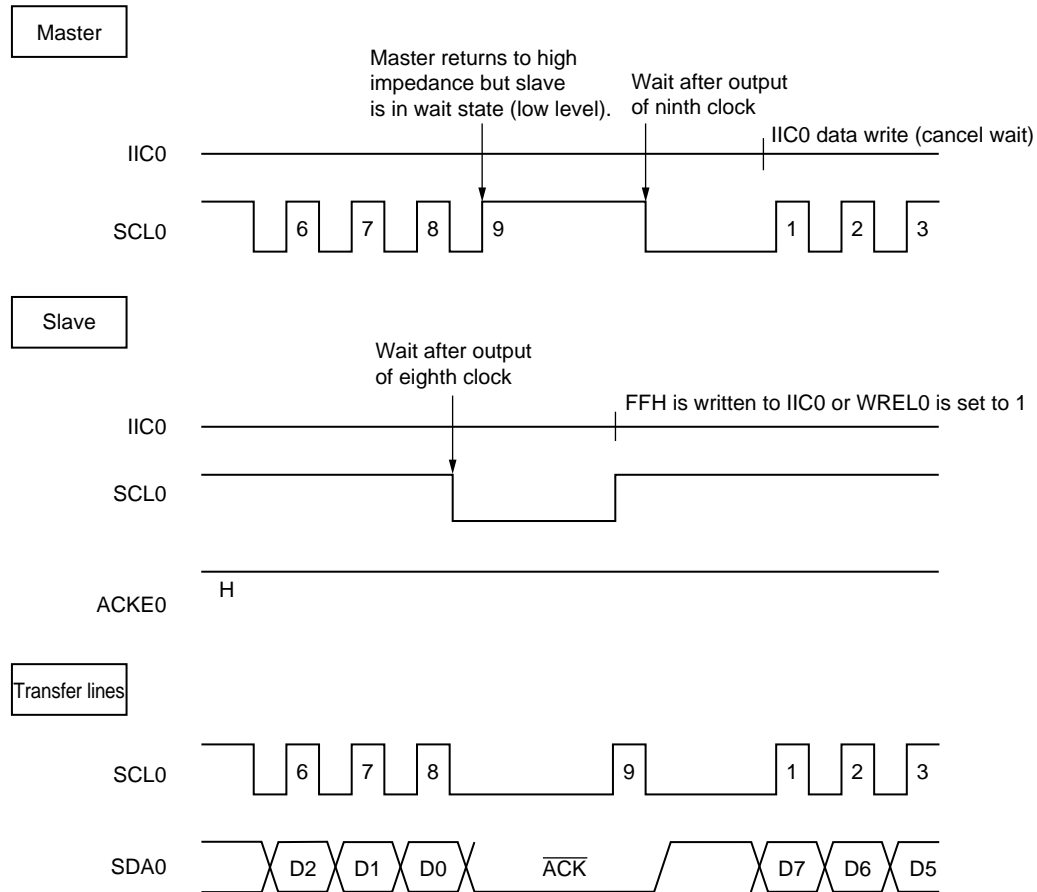 Master
Master returns to high
impedance but slave
is in wait state (low level).
Wait after output
of ninth clock
IIC0 data write (cancel wait)
IIC0
SCL0 6 7 8 9 1 2 3
Slave
Wait after output
of eighth clock
FFH is written to IIC0 or WREL0 is set to 1
IIC0
SCL0
H
ACKE0
Transfer lines
SCL0 6 7 8 9 1 2 3
SDA0 D2 D1 D0 ACK D7 D6 D5